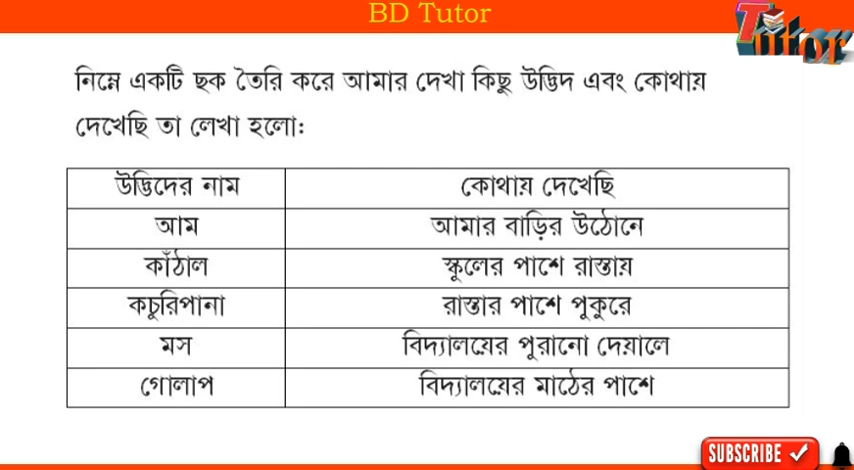 BD Tutor
Tutor
নিম্নে একটি ছক তৈরি করে আমার দেখা কিছু উদ্ভিদ এবং কোথায়
দেখেছি তা লেখা হলো:
উদ্ভিদের নাম কোথায় দেখেছি
আম আমার বাড়ির উঠোনে
কাঁঠাল স্কুলের পাশে রাস্তায়
কচুরিপানা রাস্তার পাশে পুকুরে
মস বিদ্যালয়ের পুরানো দেয়ালে
গোলাপ বিদ্যালয়ের মাঠের পাশে
SUBSCRIBE